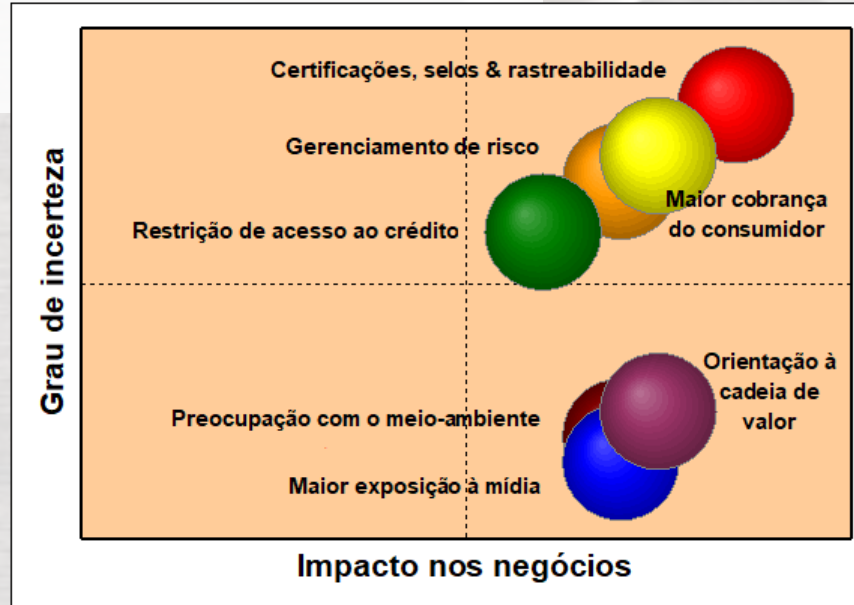 Certificações, selos & rastreabilidade
Gerenciamento de risco
Maior cobrança
do consumidor
Restrição de acesso ao crédito
Orientação à
cadeia de
valor
Preocupação com o meio-ambiente
Maior exposição à mídia
Grau de incerteza
Impacto nos negócios